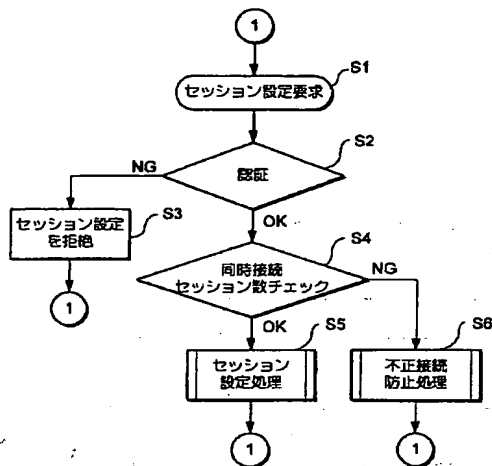 1
S1
セッション設定要求
S2
認証
NG
OK
S3
セッション設定
を拒絶
S4
同時接続
セッション数チェック
NG
OK
1
S5
セッション
設定処理
S6
不正接続
防止処理
1
1